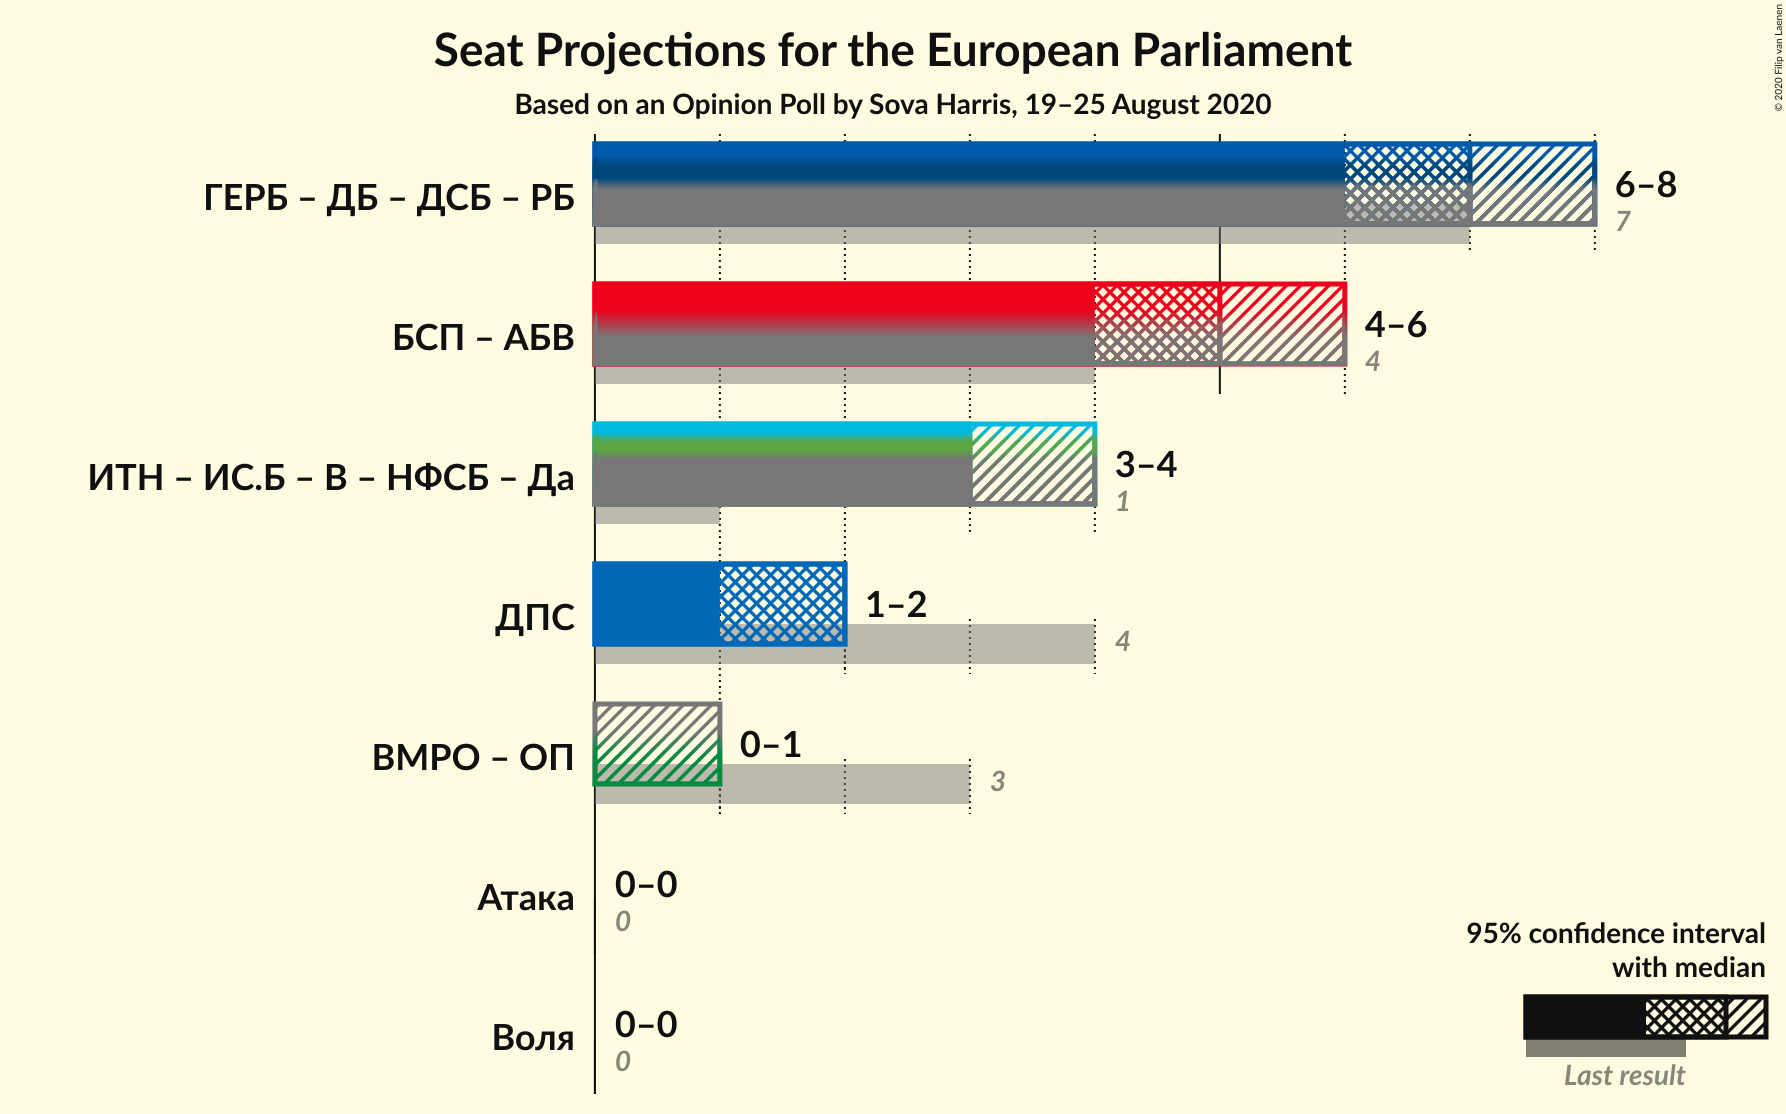 Seat Projections for the European Parliament
Based on an Opinion Poll by Sova Harris, 19–25 August 2020
© 2020 Filip van Laenen
ГЕРБ – ДБ – ДСБ – РБ
6–8
7
БСП – АБВ
4–6
4
ИТН – ИС.Б – В – НФСБ – Да
3–4
1
ДПС
1–2
4
ВМРО – ОП
0–1
3
Атака
0–0
0
Воля
0–0
0
95% confidence interval
with median
Last result